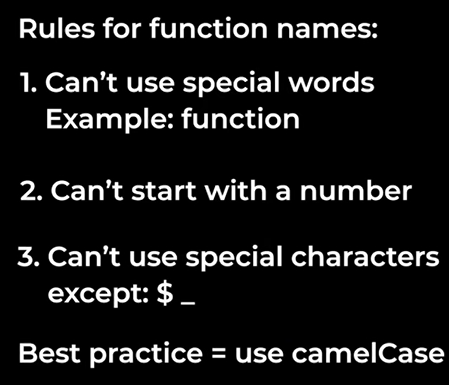 Rules for function names:
1. Can’t use special words
Example: function
2. Can’t start with a number
3. Can’t use special characters
except: $ _
Best practice = use camelCase